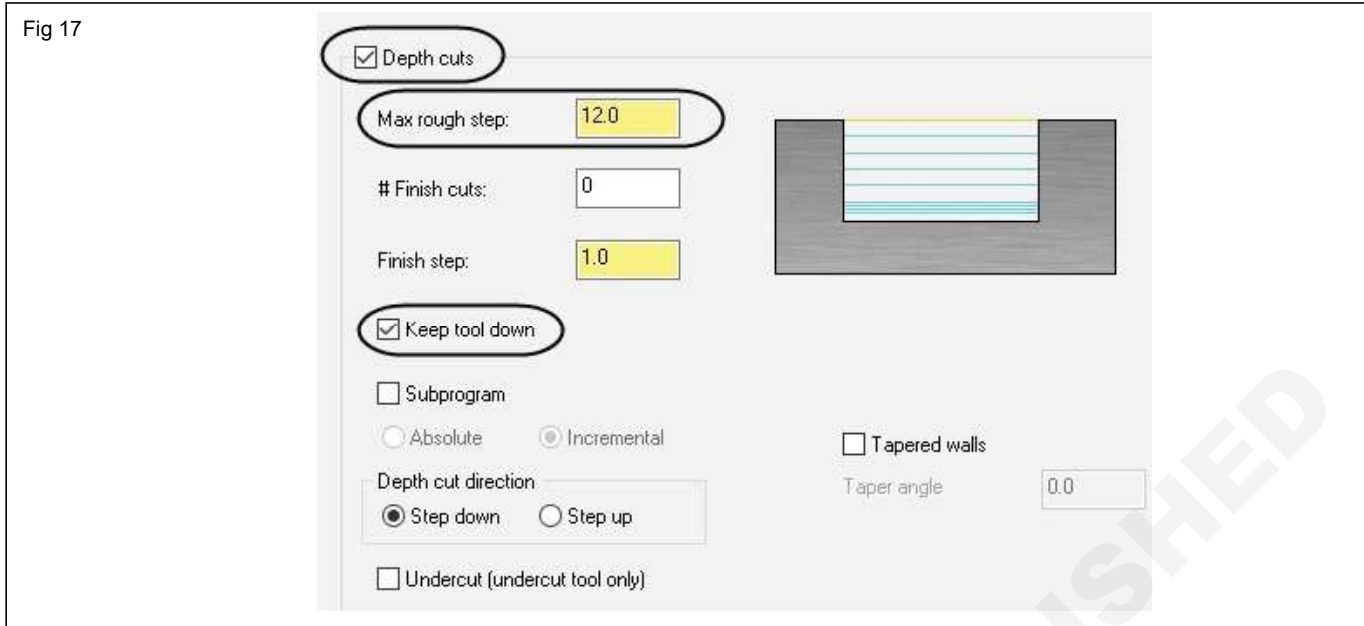 Fig 17
Depth cuts
Max rough step: 12.0
# Finish cuts: 0
Finish step: 1.0
Keep tool down
Subprogram
Absolute Incremental
Tapered walls
Depth cut direction
Taper angle 0.0
Step down Step up
Undercut (undercut tool only)
SHED